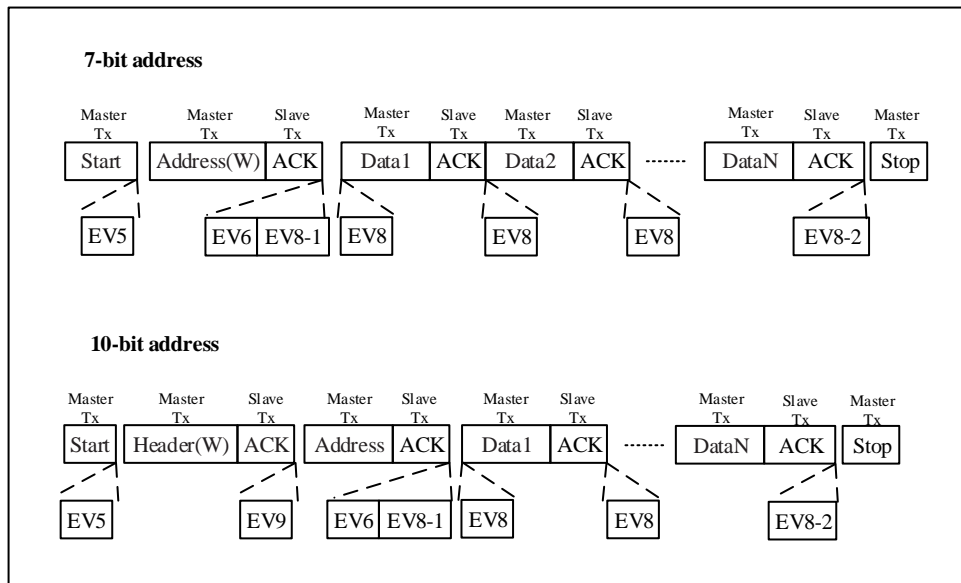 7-bit address
Master Master Slave Master Slave Master Slave Master Slave Master
Tx Tx Tx Tx Tx Tx Tx Tx Tx Tx
Start Address(W) ACK Data1 ACK Data2 ACK DataN ACK Stop
EV5 EV6 EV8-1 EV8 EV8 EV8 EV8-2
10-bit address
Master Master Slave Master Slave Master Slave Master Slave Master
Tx Tx Tx Tx Tx Tx Tx Tx Tx Tx
Start Header(W) ACK Address ACK Data1 ACK DataN ACK Stop
EV5 EV9 EV6 EV8-1 EV8 EV8 EV8-2